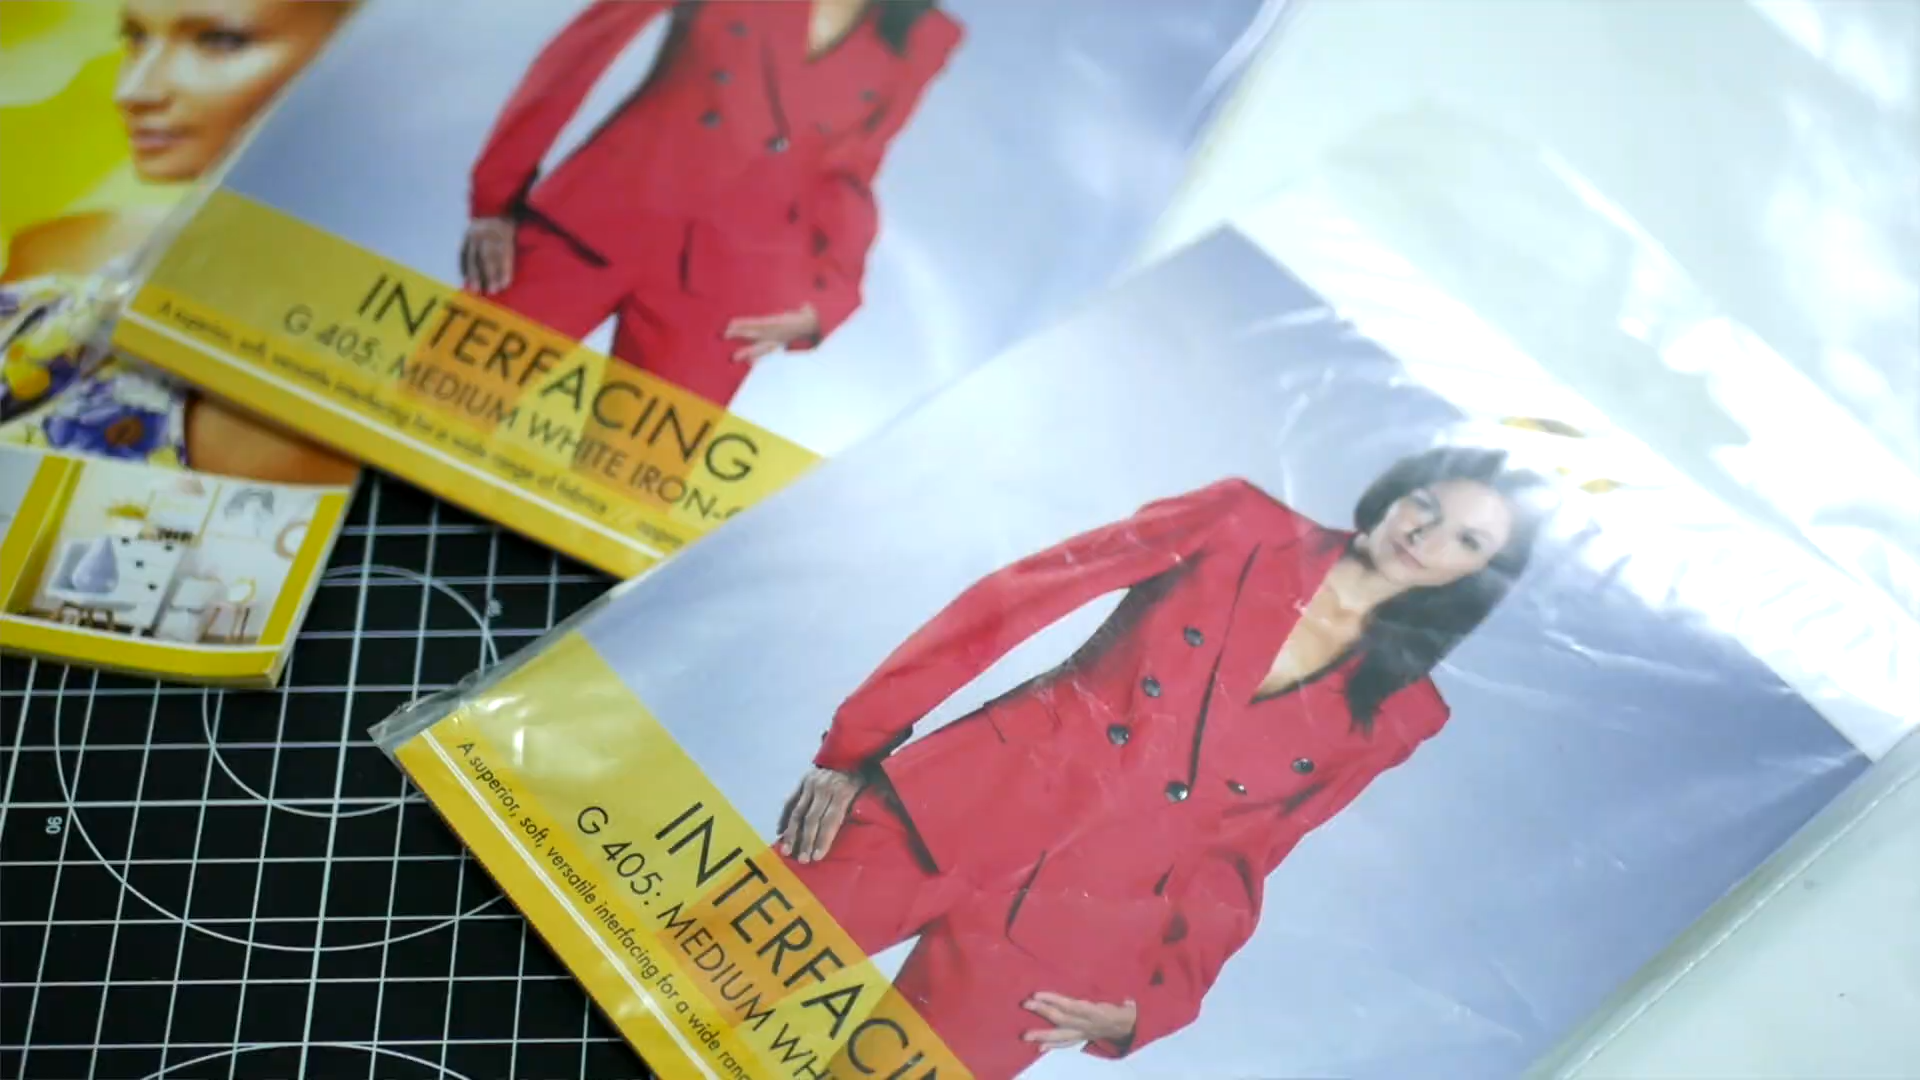 INTERFACING
G 405: MEDIUM WHITE IRON-
A superior, soft, versatile interfacing for a wide range of fabrics //
INTERFACIN
G 405: MEDIUM WH
A superior, soft, versatile interfacing for a wide rang
90